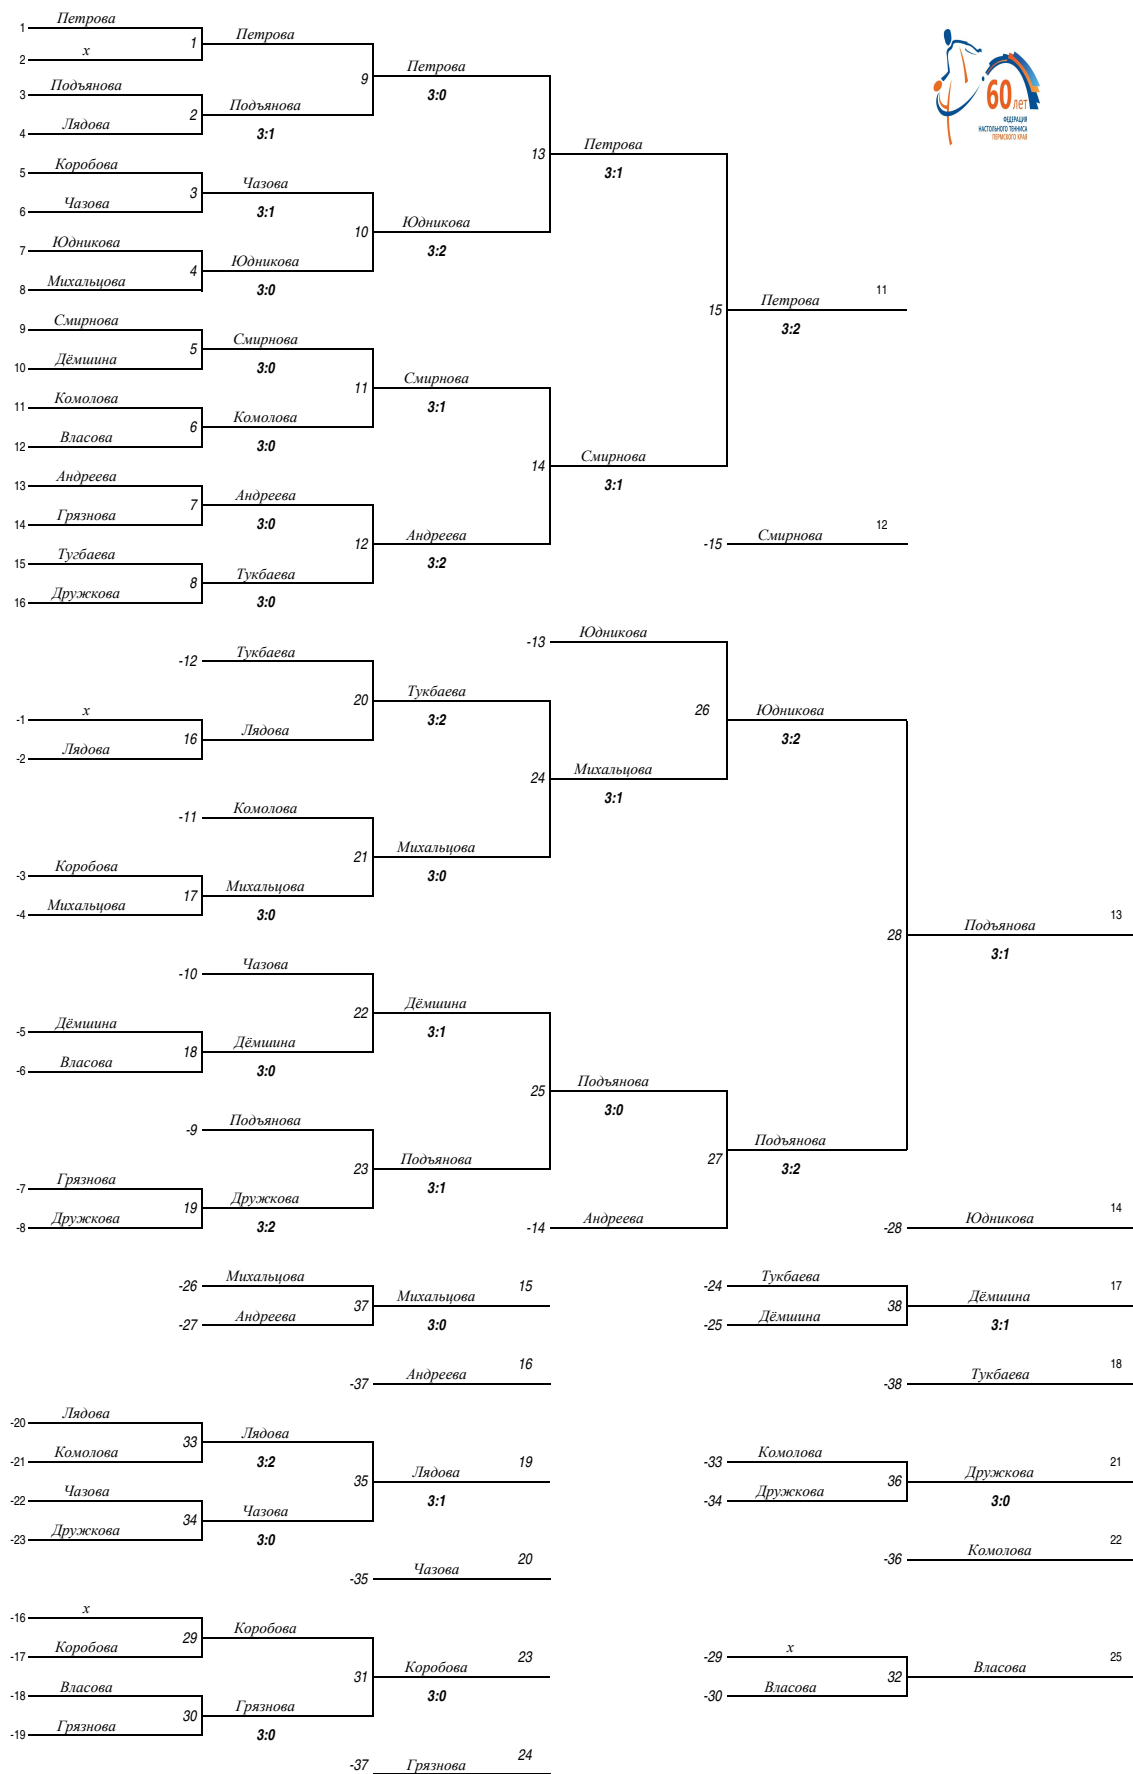 1 Петрова
1 Петрова
2 х
9 Петрова
3:0
3 Подъянова
2 Подъянова
3:1
4 Лядова
60 лет
ФЕДЕРАЦИЯ
НАСТОЛЬНОГО ТЕННИСА
ПЕРМСКОГО КРАЯ
13 Петрова
3:1
5 Коробова
3 Чазова
3:1
6 Чазова
10 Юдникова
3:2
7 Юдникова
4 Юдникова
3:0
8 Михальцова
15 Петрова 11
3:2
9 Смирнова
5 Смирнова
3:0
10 Дёмшина
11 Смирнова
3:1
11 Комолова
6 Комолова
3:0
12 Власова
14 Смирнова
3:1
13 Андреева
7 Андреева
3:0
14 Грязнова
12 Андреева
3:2
-15 Смирнова 12
15 Тугбаева
8 Тукбаева
3:0
16 Дружкова
-13 Юдникова
-12 Тукбаева
20 Тукбаева
3:2
26 Юдникова
3:2
-1 х
16 Лядова
-2 Лядова
24 Михальцова
3:1
-11 Комолова
21 Михальцова
3:0
-3 Коробова
17 Михальцова
3:0
-4 Михальцова
28 Подъянова 13
3:1
-10 Чазова
22 Дёмшина
3:1
-5 Дёмшина
18 Дёмшина
3:0
-6 Власова
25 Подъянова
3:0
-9 Подъянова
27 Подъянова
3:2
23 Подъянова
3:1
-7 Грязнова
19 Дружкова
3:2
-8 Дружкова
-14 Андреева
-28 Юдникова 14
-26 Михальцова
37 Михальцова 15
3:0
-27 Андреева
-24 Тукбаева
38 Дёмшина 17
3:1
-25 Дёмшина
-37 Андреева 16
-38 Тукбаева 18
-20 Лядова
33 Лядова
3:2
-21 Комолова
35 Лядова 19
3:1
-22 Чазова
34 Чазова
3:0
-23 Дружкова
-33 Комолова
36 Дружкова 21
3:0
-34 Дружкова
-35 Чазова 20
-36 Комолова 22
-16 х
29 Коробова
-17 Коробова
31 Коробова 23
3:0
-18 Власова
30 Грязнова
3:0
-19 Грязнова
-29 х
32 Власова 25
-30 Власова
-37 Грязнова 24